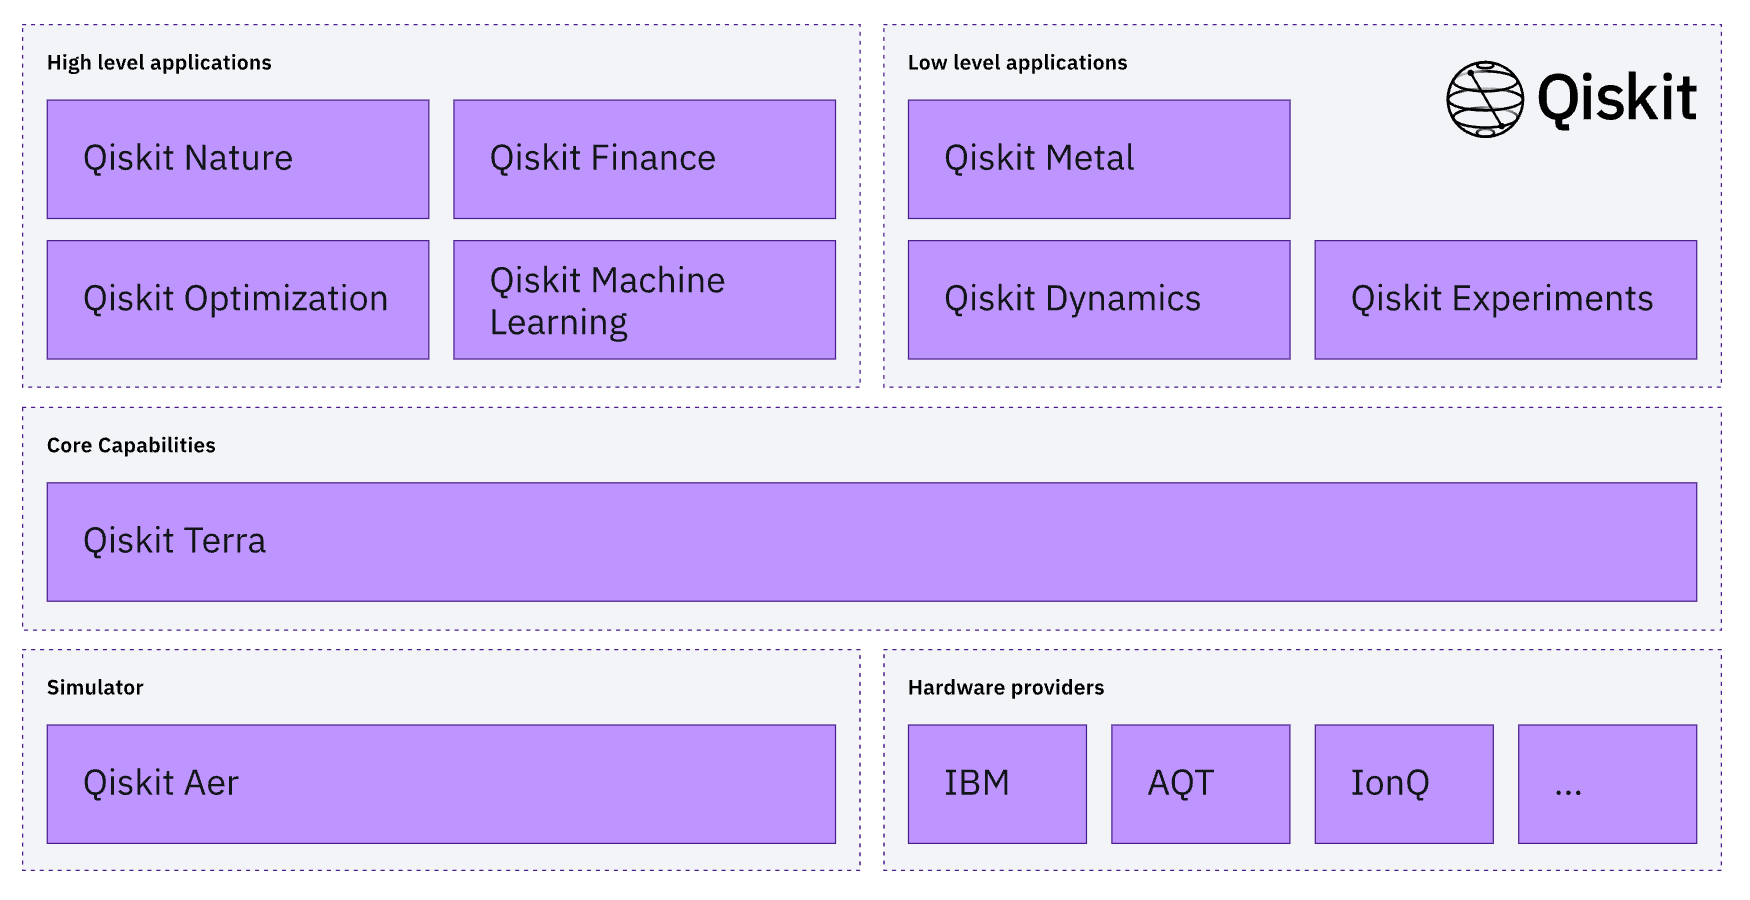 High level applications
Qiskit Nature
Qiskit Finance
Qiskit Optimization
Qiskit Machine
Learning
Low level applications
Qiskit
Qiskit Metal
Qiskit Dynamics
Qiskit Experiments
Core Capabilities
Qiskit Terra
Simulator
Qiskit Aer
Hardware providers
IBM
AQT
IonQ
...